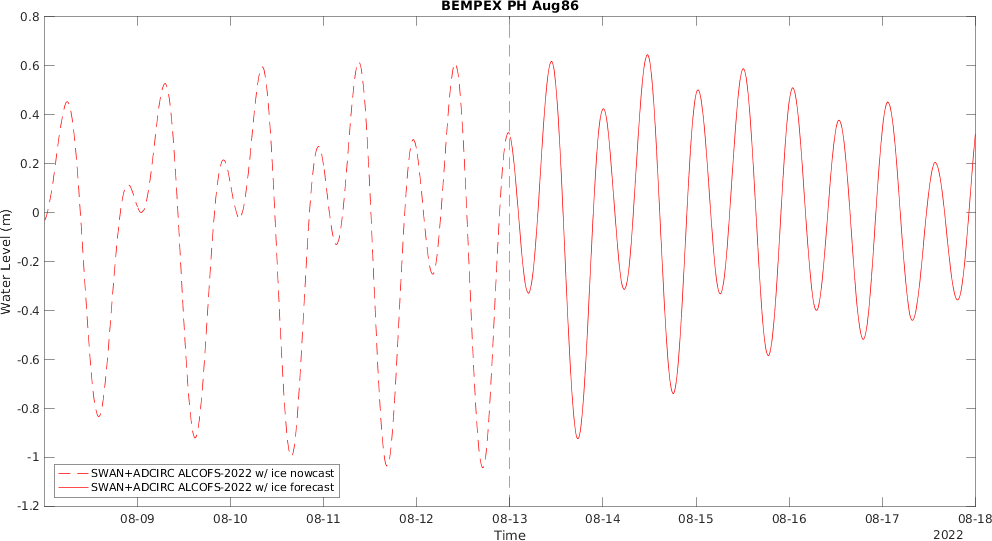 BEMPEX PH Aug86
0.8
0.6
0.4
0.2
0
-0.2
-0.4
-0.6
-0.8
-1
-1.2
Water Level (m)
SWAN+ADCIRC ALCOFS-2022 w/ ice nowcast
SWAN+ADCIRC ALCOFS-2022 w/ ice forecast
08-09 08-10 08-11 08-12 08-13 08-14 08-15 08-16 08-17 08-18
Time
2022